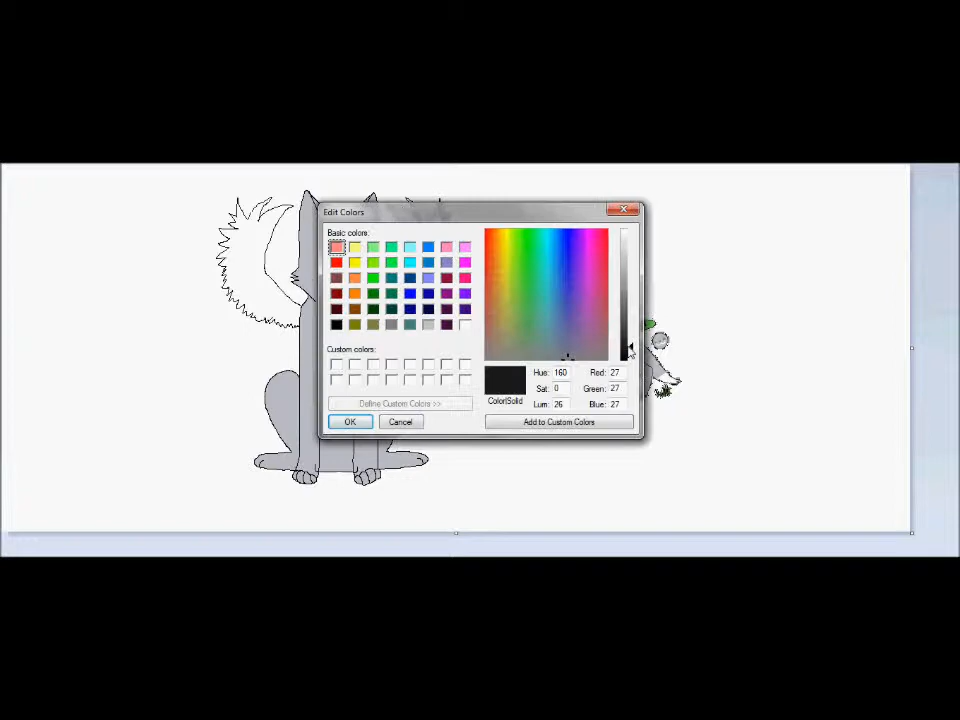 Edit Colors
Basic colors:
Custom colors:
Define Custom Colors >>
OK
Cancel
Color|Solid
Hue: 160
Sat: 0
Lum: 26
Red: 27
Green: 27
Blue: 27
Add to Custom Colors